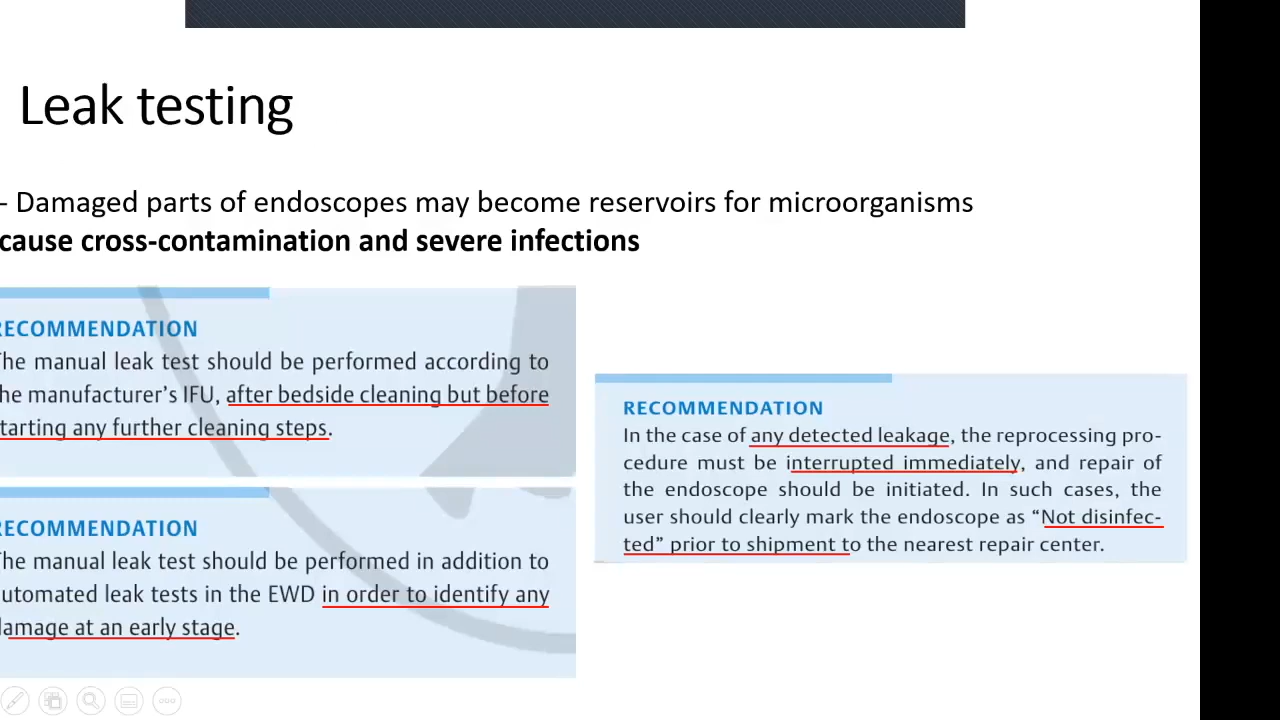 Leak testing
- Damaged parts of endoscopes may become reservoirs for microorganisms
cause cross-contamination and severe infections
RECOMMENDATION
The manual leak test should be performed according to
the manufacturer’s IFU, after bedside cleaning but before
starting any further cleaning steps.
RECOMMENDATION
The manual leak test should be performed in addition to
automated leak tests in the EWD in order to identify any
damage at an early stage.
RECOMMENDATION
In the case of any detected leakage, the reprocessing pro-
cedure must be interrupted immediately, and repair of
the endoscope should be initiated. In such cases, the
user should clearly mark the endoscope as “Not disinfec-
ted” prior to shipment to the nearest repair center.